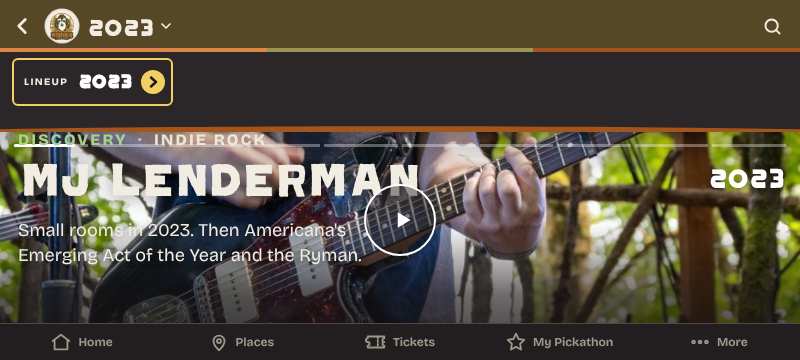 2023
LINEUP 2023
DISCOVERY · INDIE ROCK
MJ LENDERMAN
2023
Small rooms in 2023. Then Americana's
Emerging Act of the Year and the Ryman.
Home Places Tickets My Pickathon More